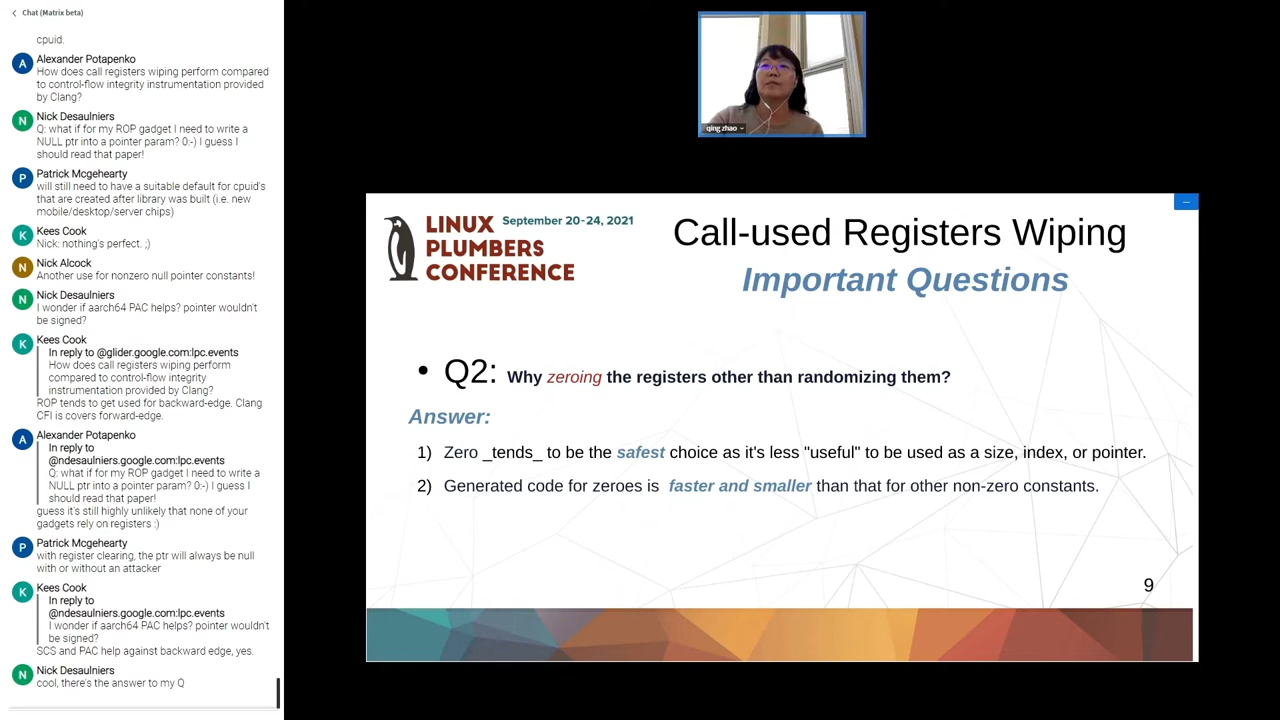 Chat (Matrix beta)
cpuid.
A
Alexander Potapenko
How does call registers wiping perform compared
to control-flow integrity instrumentation provided
by Clang?
N
Nick Desaulniers
Q: what if for my ROP gadget I need to write a
NULL ptr into a pointer param? 0:-) I guess I
should read that paper!
P
Patrick Mcgehearty
will still need to have a suitable default for cpuid's
that are created after library was built (i.e. new
mobile/desktop/server chips)
K
Kees Cook
Nick: nothing's perfect. ;)
N
Nick Alcock
Another use for nonzero null pointer constants!
N
Nick Desaulniers
I wonder if aarch64 PAC helps? pointer wouldn't
be signed?
K
Kees Cook
In reply to @glider.google.com:lpc.events
How does call registers wiping perform
compared to control-flow integrity
instrumentation provided by Clang?
ROP tends to get used for backward-edge. Clang
CFI is covers forward-edge.
A
Alexander Potapenko
In reply to
@ndesaulniers.google.com:lpc.events
Q: what if for my ROP gadget I need to write a
NULL ptr into a pointer param? 0:-) I guess I
should read that paper!
guess it's still highly unlikely that none of your
gadgets rely on registers :)
P
Patrick Mcgehearty
with register clearing, the ptr will always be null
with or without an attacker
K
Kees Cook
In reply to
@ndesaulniers.google.com:lpc.events
I wonder if aarch64 PAC helps? pointer wouldn't
be signed?
SCS and PAC help against backward edge, yes.
N
Nick Desaulniers
cool, there's the answer to my Q
qing zhao
LINUX
PLUMBERS
CONFERENCE
September 20-24, 2021
Call-used Registers Wiping
Important Questions
• Q2: Why zeroing the registers other than randomizing them?
Answer:
1) Zero _tends_ to be the safest choice as it's less "useful" to be used as a size, index, or pointer.
2) Generated code for zeroes is faster and smaller than that for other non-zero constants.
9